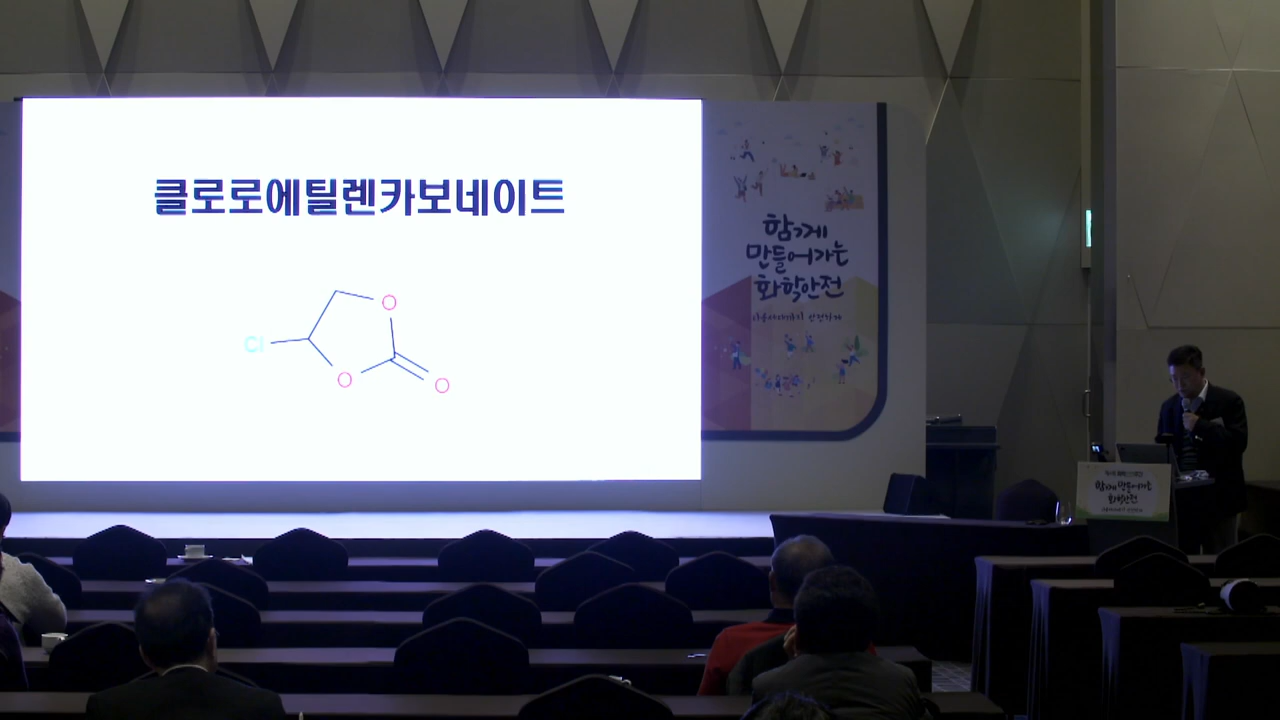 클로로에틸렌카보네이트
O
Cl
O
O
함께
만들어가는
화학안전
함께 만들어가는
화학안전